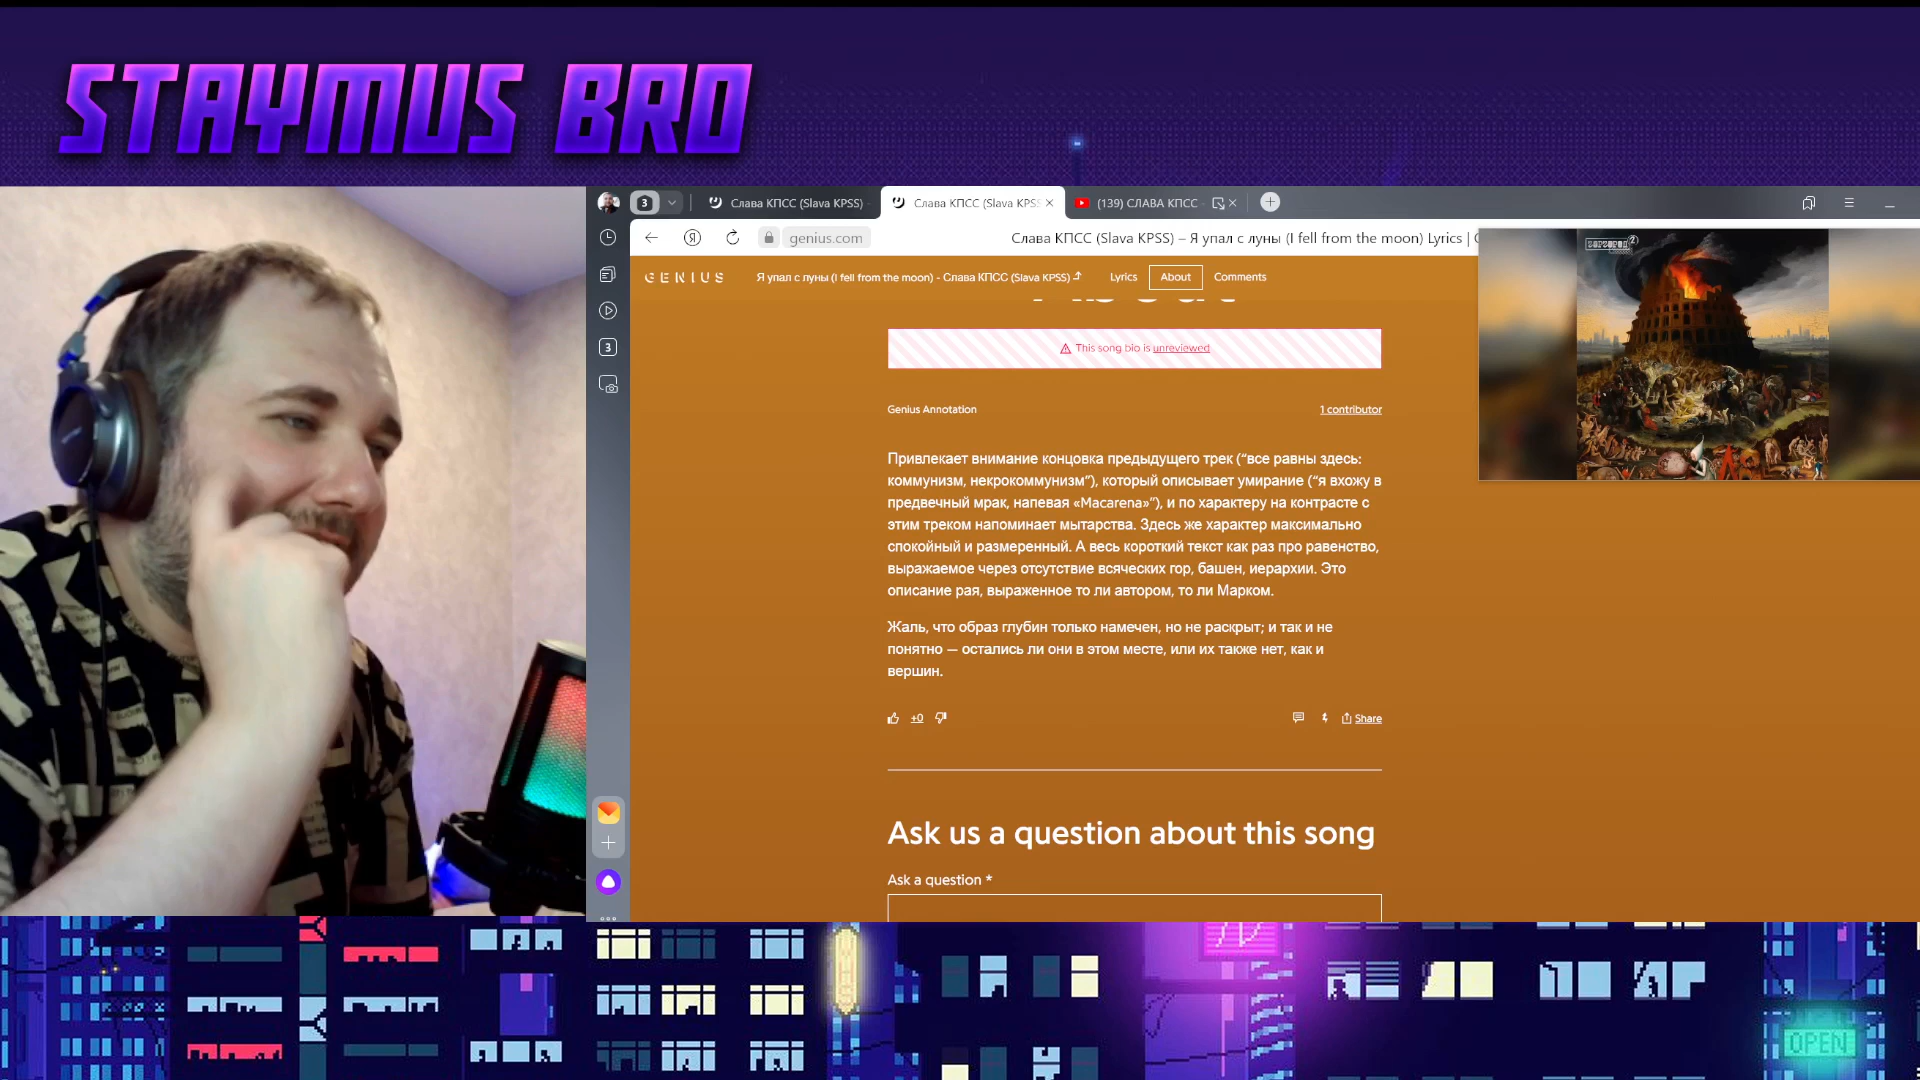 STAYMUS BRO
3
Слава КПСС (Slava KPSS) -
Слава КПСС (Slava KPSS
(139) СЛАВА КПСС -
genius.com
Слава КПСС (Slava KPSS) – Я упал с луны (I fell from the moon) Lyrics |
GENIUS
Я упал с луны (I fell from the moon) - Слава КПСС (Slava KPSS)
Lyrics
About
Comments
3
This song bio is unreviewed
Genius Annotation
1 contributor
Привлекает внимание концовка предыдущего трек (“все равны здесь:
коммунизм, некрокоммунизм”), который описывает умирание (“я вхожу в
предвечный мрак, напевая «Macarena»”), и по характеру на контрасте с
этим треком напоминает мытарства. Здесь же характер максимально
спокойный и размеренный. А весь короткий текст как раз про равенство,
выражаемое через отсутствие всяческих гор, башен, иерархии. Это
описание рая, выраженное то ли автором, то ли Марком.
Жаль, что образ глубин только намечен, но не раскрыт; и так и не
понятно — остались ли они в этом месте, или их также нет, как и
вершин.
+0
Share
Ask us a question about this song
Ask a question *
OPEN